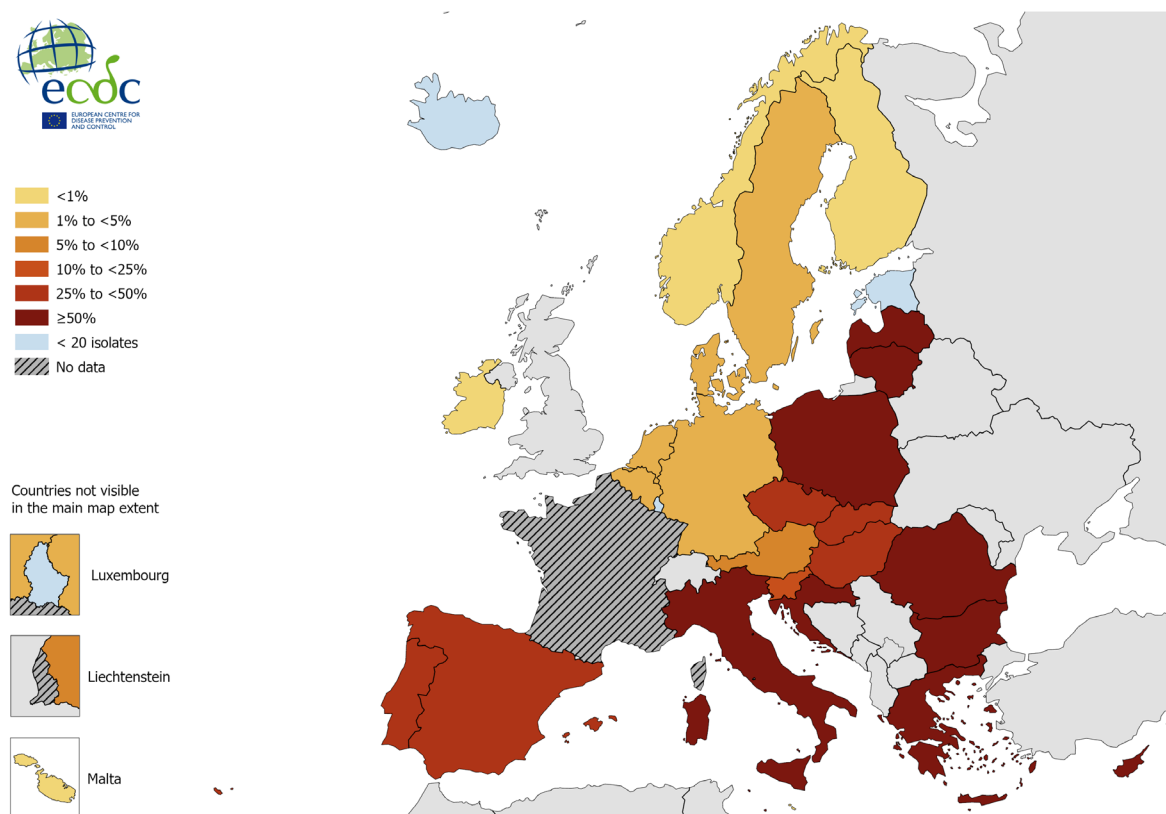 ecdc
EUROPEAN CENTRE FOR
DISEASE PREVENTION
AND CONTROL
<1%
1% to <5%
5% to <10%
10% to <25%
25% to <50%
≥50%
< 20 isolates
No data
Countries not visible
in the main map extent
Luxembourg
Liechtenstein
Malta